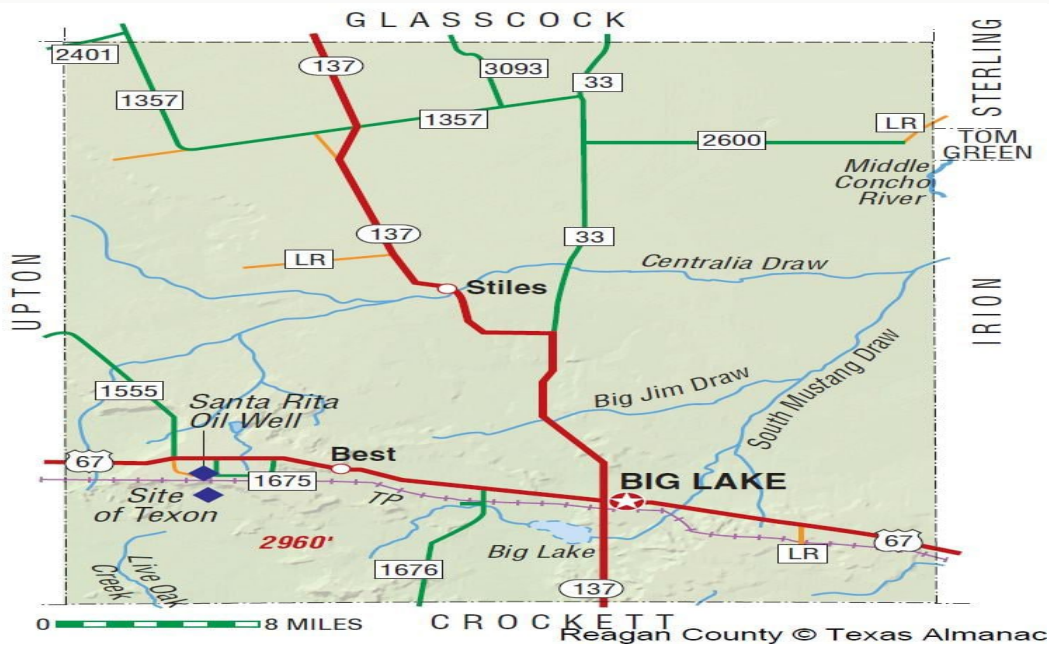 GLASSCOCK
STERLING
2401
137
3093
33
1357
1357
LR
2600
TOM
GREEN
Middle
Concho
River
137
33
LR
Centralia Draw
UPTON
Stiles
IRION
1555
Santa Rita
Oil Well
Big Jim Draw
South Mustang Draw
67
Best
1675
BIG LAKE
Site
of Texon
TP
2960'
Big Lake
67
LR
Live Oak
Creek
1676
137
0 8 MILES
CROCKETT
Reagan County © Texas Almanac